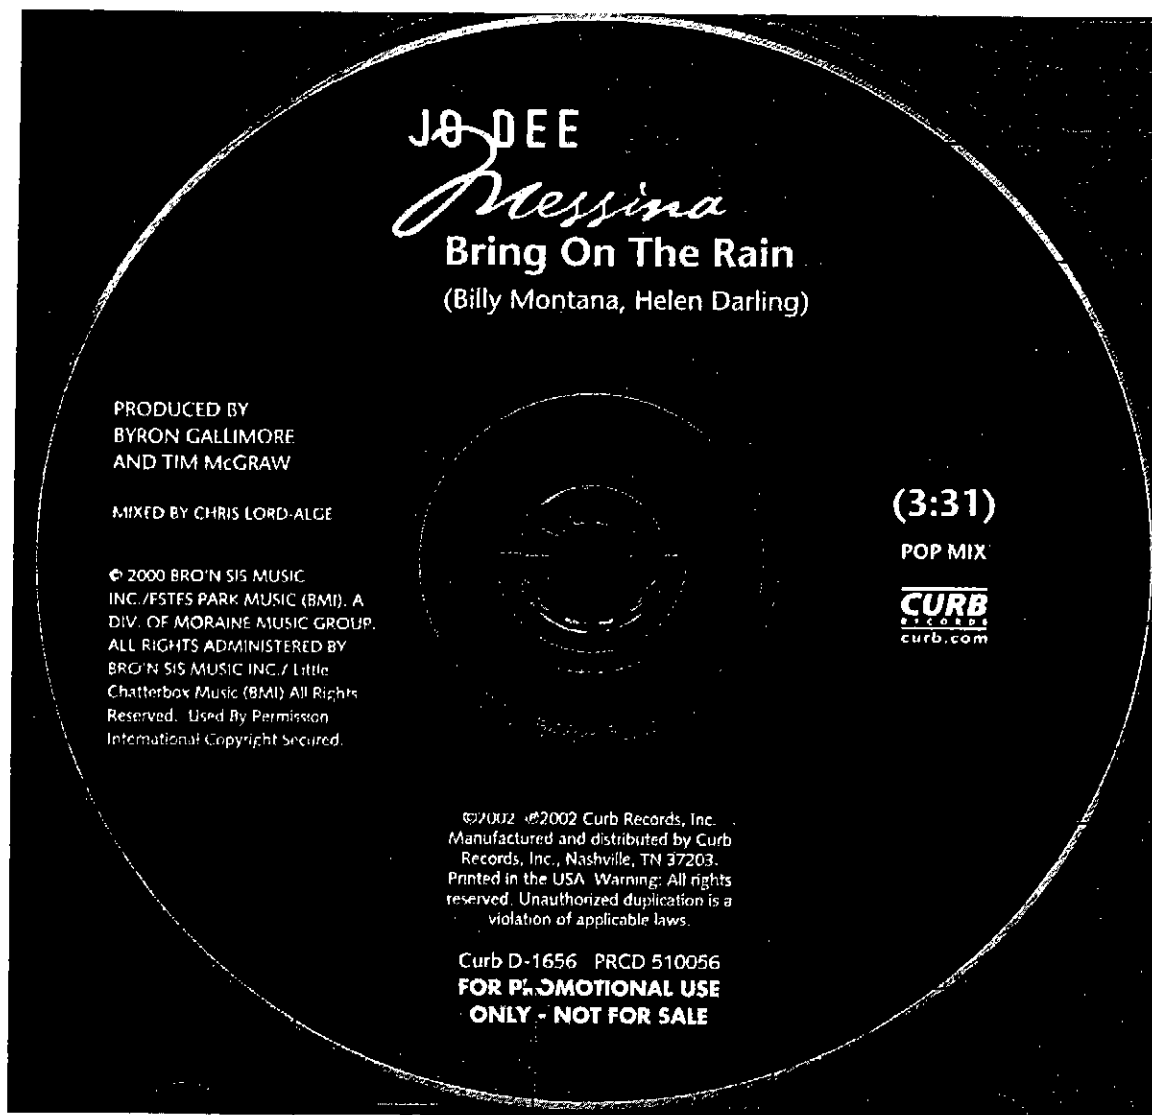 JO DEE
Messina
Bring On The Rain
(Billy Montana, Helen Darling)
PRODUCED BY
BYRON GALLIMORE
AND TIM McGRAW
MIXED BY CHRIS LORD-ALGE
(3:31)
POP MIX
CURB
RECORDS
curb.com
℗ 2000 BRO'N SIS MUSIC
INC./ESTES PARK MUSIC (BMI). A
DIV. OF MORAINE MUSIC GROUP.
ALL RIGHTS ADMINISTERED BY
BRO'N SIS MUSIC INC./ Little
Chatterbox Music (BMI) All Rights
Reserved. Used By Permission
International Copyright Secured.
©2002 ℗2002 Curb Records, Inc.
Manufactured and distributed by Curb
Records, Inc., Nashville, TN 37203.
Printed in the USA Warning: All rights
reserved. Unauthorized duplication is a
violation of applicable laws.
Curb D-1656 PRCD 510056
FOR PROMOTIONAL USE
ONLY - NOT FOR SALE